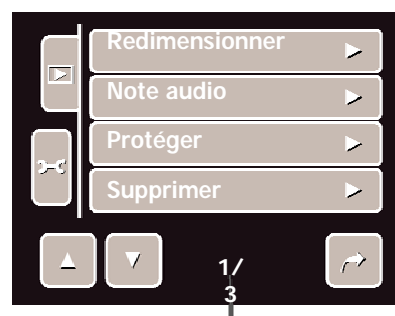 Redimensionner
Note audio
Protéger
Supprimer
1/
3